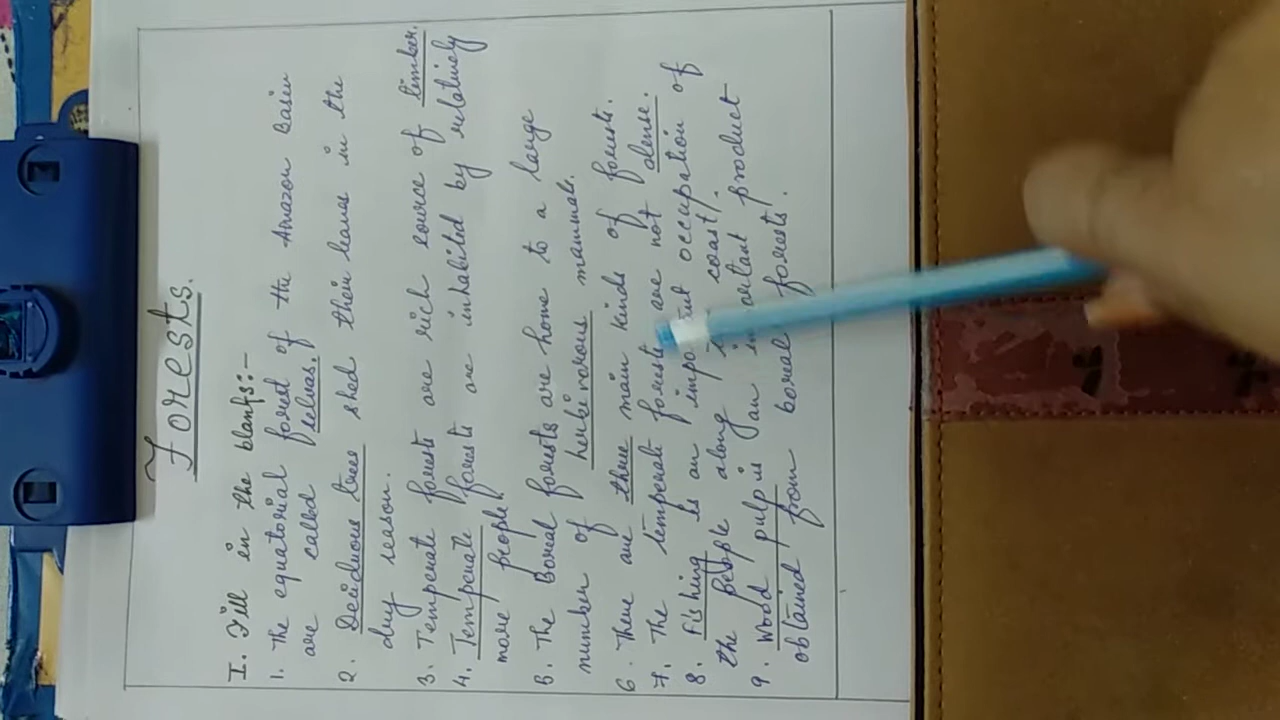 Forests.
I. Fill in the blanks:-
1. The equatorial forest of the Amazon Basin
are called selvas.
2. Deciduous trees shed their leaves in the
dry season.
3. Temperate forests are rich source of timber.
4. Temperate forests are inhabited by relatively
more people.
5. The Boreal forests are home to a large
number of herbivorous mammals.
6. There are three main kinds of forests.
7. The temperate forests are not dense.
8. Fishing is an important occupation of
the people along coast.
9. Wood pulp is an important product
obtained from boreal forests.